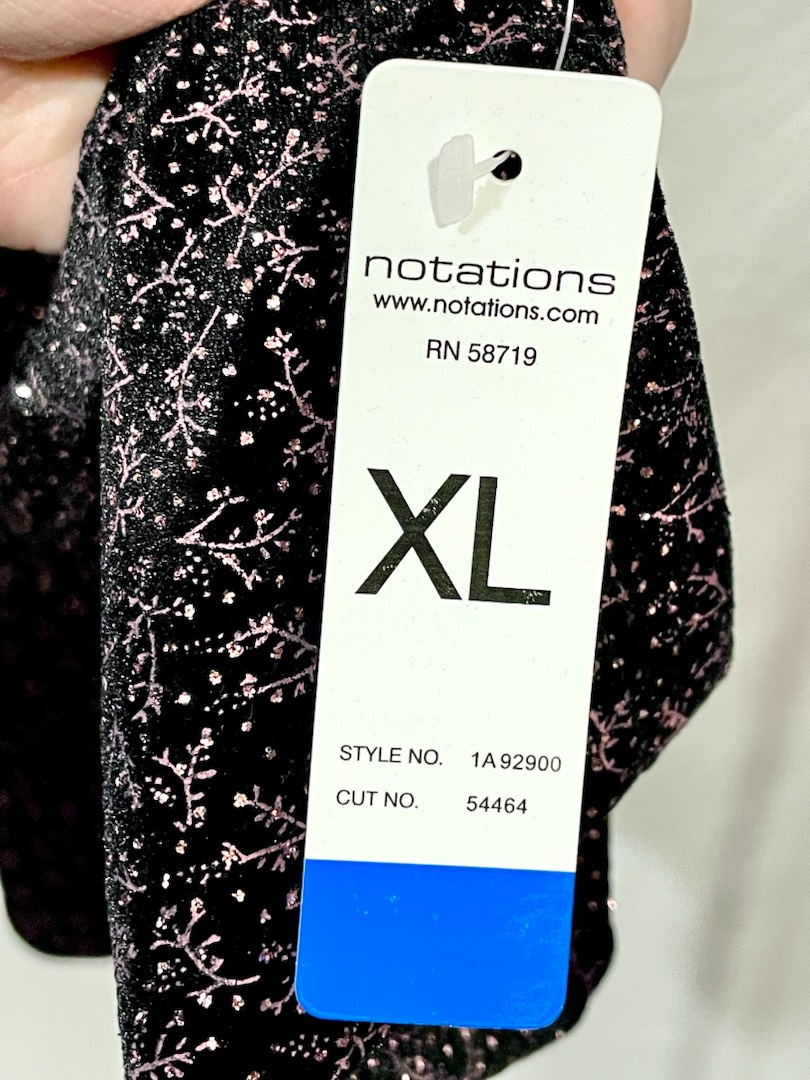 notations
www.notations.com
RN 58719
XL
STYLE NO. 1A92900
CUT NO. 54464